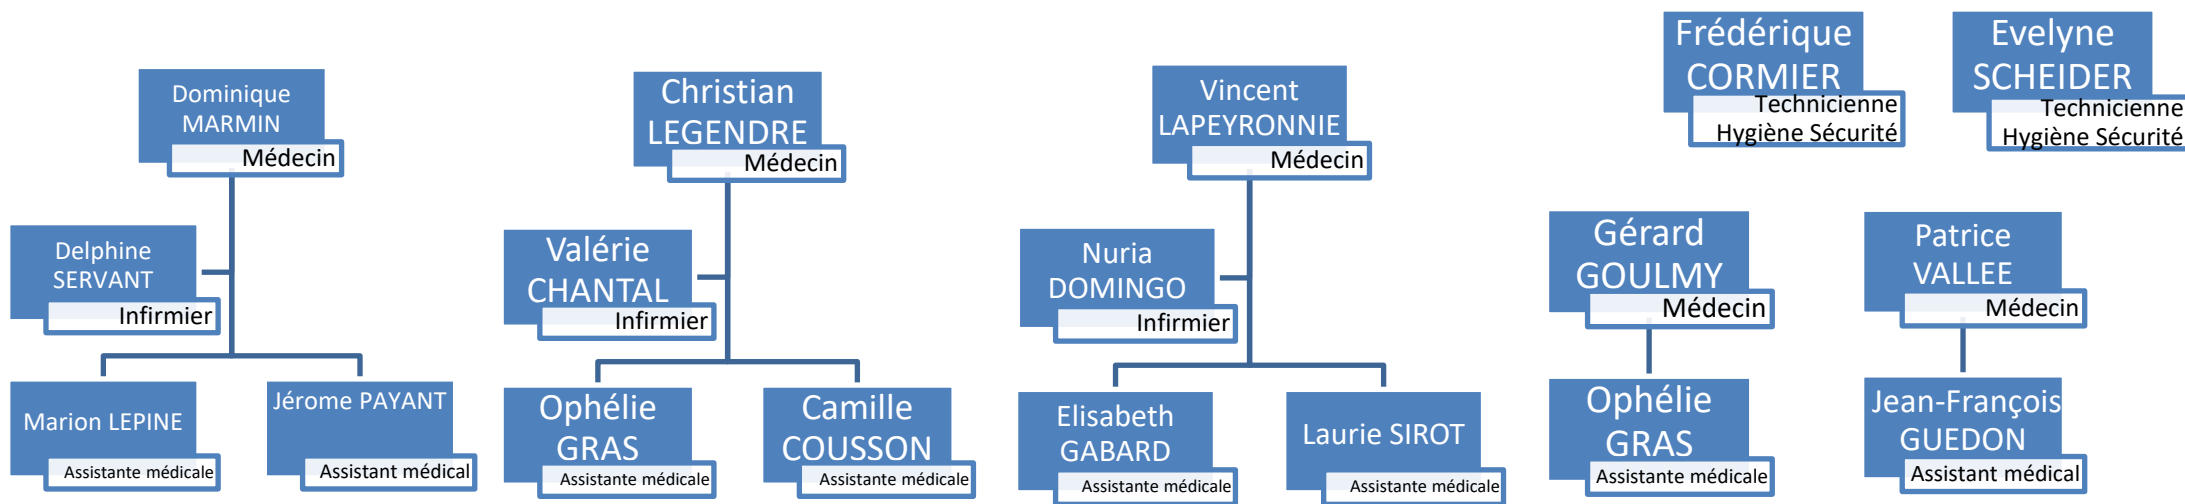 Dominique
MARMIN
Médecin
Delphine
SERVANT
Infirmier
Marion LEPINE
Assistante médicale
Jérome PAYANT
Assistant médical
Christian
LEGENDRE
Médecin
Valérie
CHANTAL
Infirmier
Ophélie
GRAS
Assistante médicale
Camille
COUSSON
Assistante médicale
Vincent
LAPEYRONNIE
Médecin
Nuria
DOMINGO
Infirmier
Elisabeth
GABARD
Assistante médicale
Laurie SIROT
Assistante médicale
Frédérique
CORMIER
Technicienne
Hygiène Sécurité
Evelyne
SCHEIDER
Technicienne
Hygiène Sécurité
Gérard
GOULMY
Médecin
Ophélie
GRAS
Assistante médicale
Patrice
VALLEE
Médecin
Jean-François
GUEDON
Assistant médical